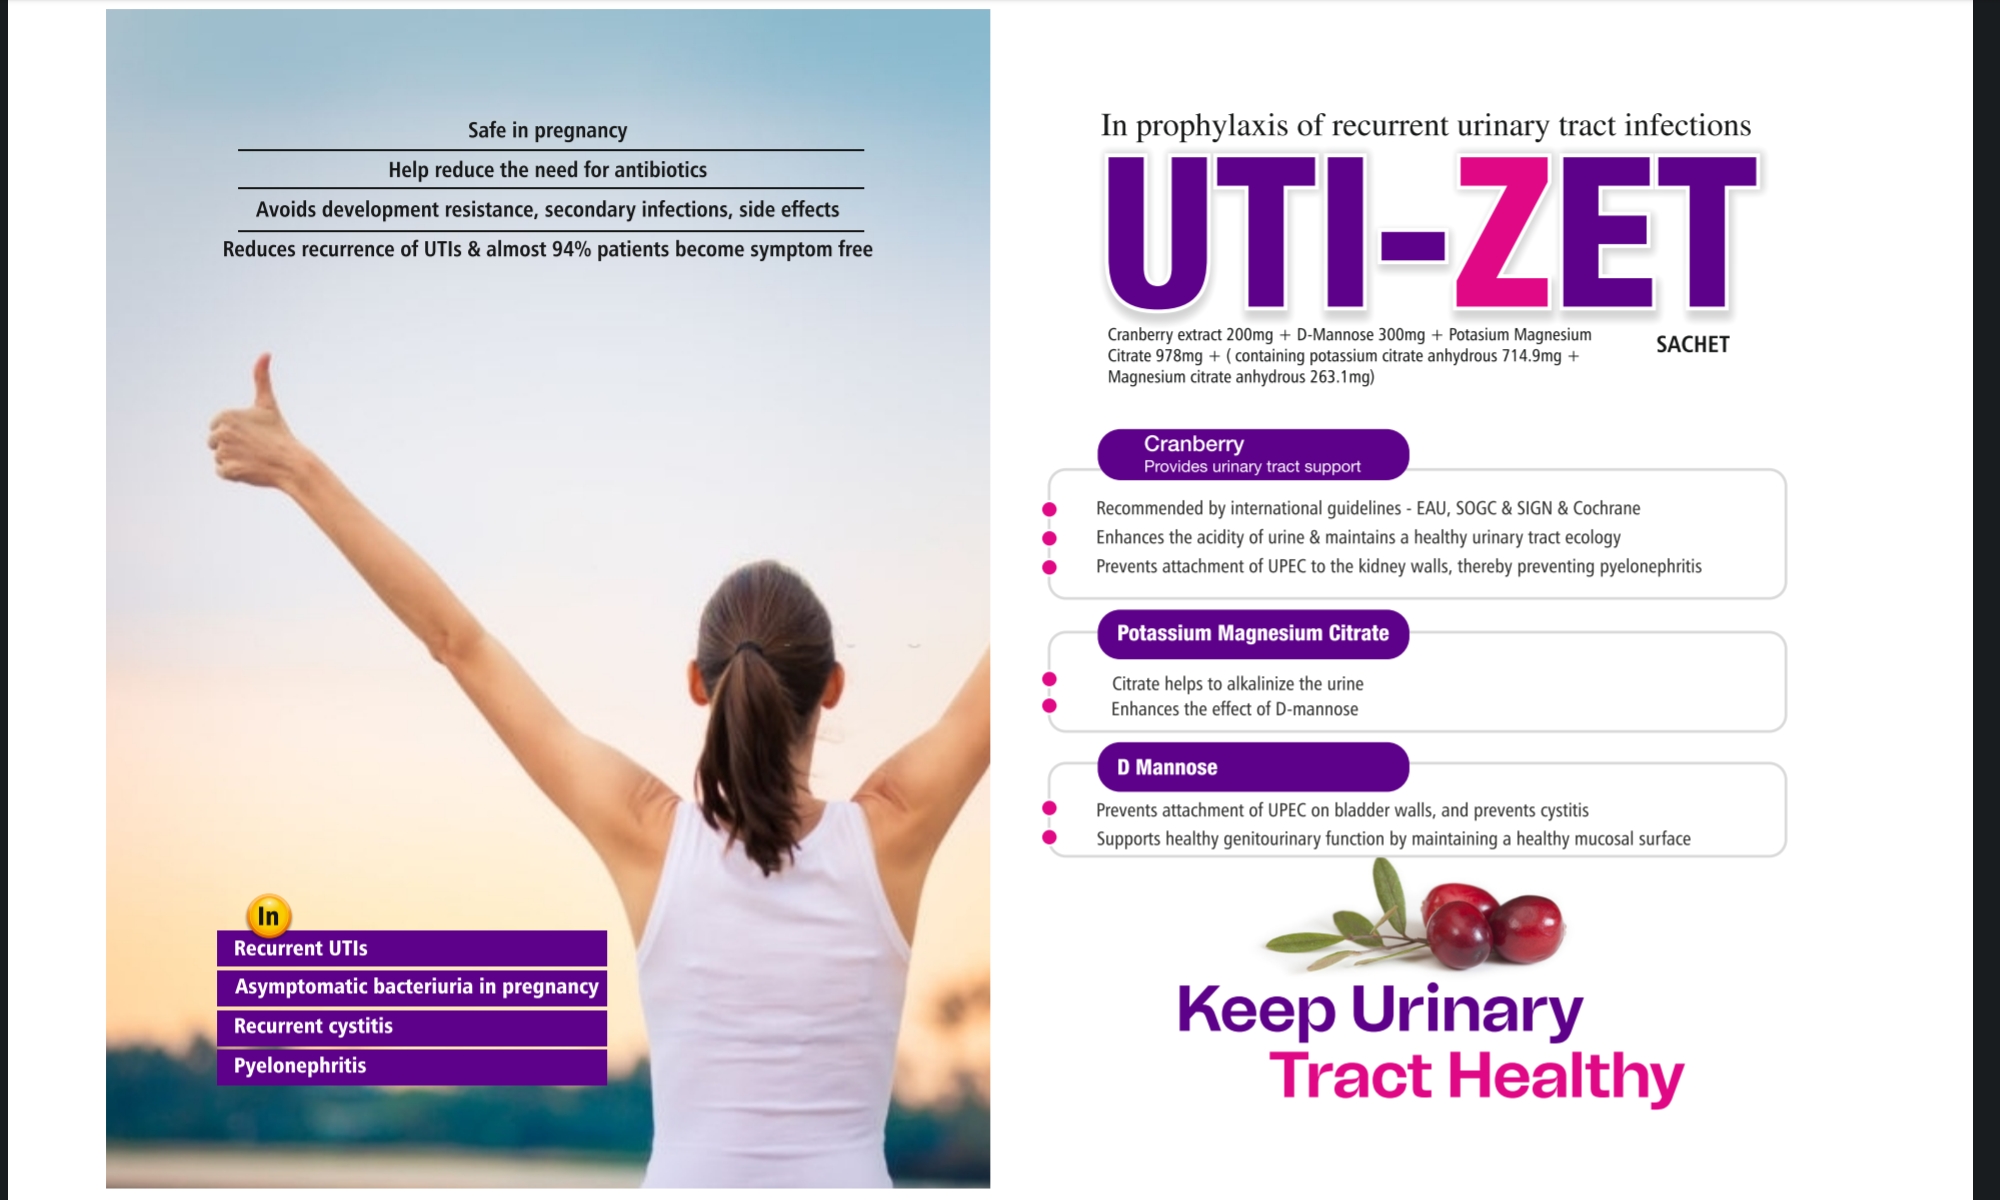 Safe in pregnancy
Help reduce the need for antibiotics
Avoids development resistance, secondary infections, side effects
Reduces recurrence of UTIs & almost 94% patients become symptom free
In
Recurrent UTIs
Asymptomatic bacteriuria in pregnancy
Recurrent cystitis
Pyelonephritis
In prophylaxis of recurrent urinary tract infections
UTI-ZET
Cranberry extract 200mg + D-Mannose 300mg + Potasium Magnesium
Citrate 978mg + ( containing potassium citrate anhydrous 714.9mg +
Magnesium citrate anhydrous 263.1mg)
SACHET
Cranberry
Provides urinary tract support
Recommended by international guidelines - EAU, SOGC & SIGN & Cochrane
Enhances the acidity of urine & maintains a healthy urinary tract ecology
Prevents attachment of UPEC to the kidney walls, thereby preventing pyelonephritis
Potassium Magnesium Citrate
Citrate helps to alkalinize the urine
Enhances the effect of D-mannose
D Mannose
Prevents attachment of UPEC on bladder walls, and prevents cystitis
Supports healthy genitourinary function by maintaining a healthy mucosal surface
Keep Urinary
Tract Healthy